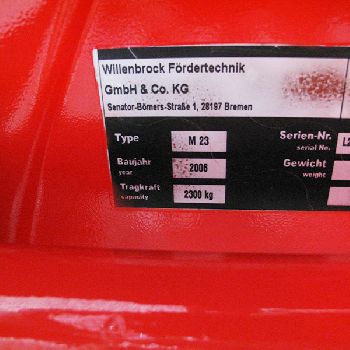 Willenbrock Fördertechnik
GmbH & Co. KG
Senator-Bömers-Straße 1, 28197 Bremen
Type M 23 Serien-Nr.
serial No.
Baujahr 2006 Gewicht
year weight
Tragkraft 2300 kg
capacity